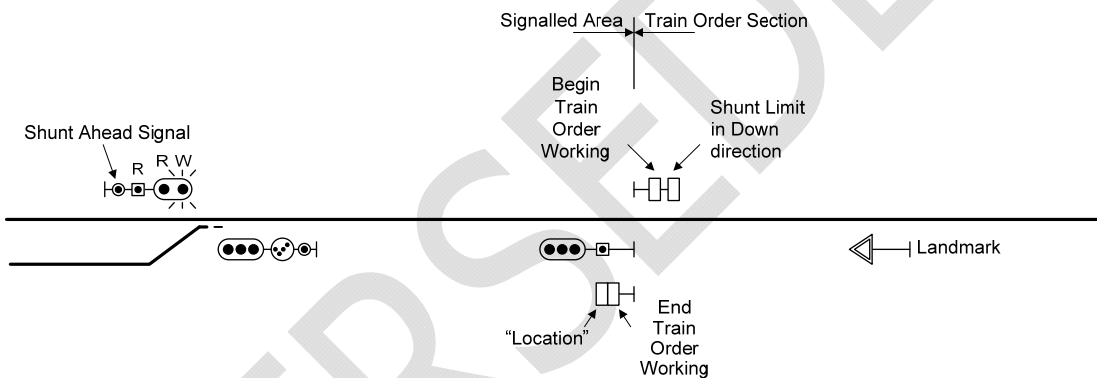 Signalled Area
Train Order Section
Begin
Train
Order
Working
Shunt Limit
in Down
direction
Shunt Ahead Signal
R
R W
Landmark
"Location"
End
Train
Order
Working
ERSEDE